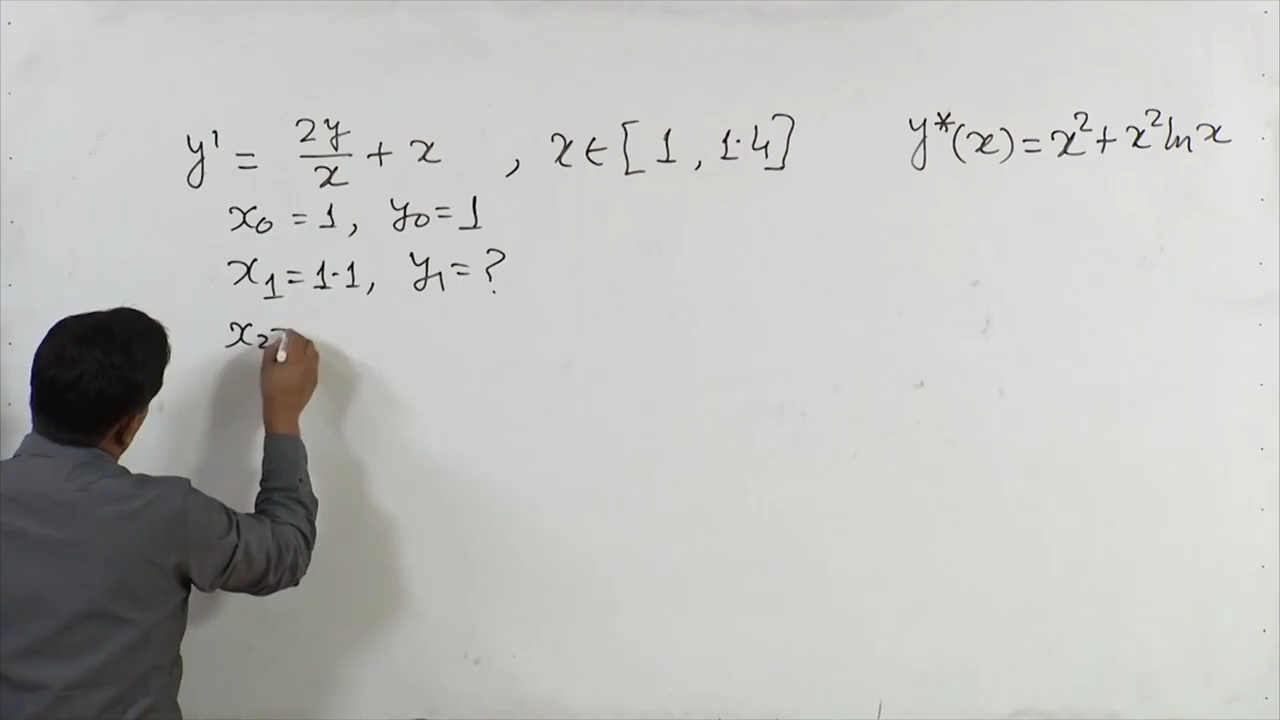 y' = 2y/x + x , x ∈ [1, 1·4] y*(x) = x² + x² ln x
x₀ = 1, y₀ = 1
x₁ = 1·1, y₁ = ?
x₂ =